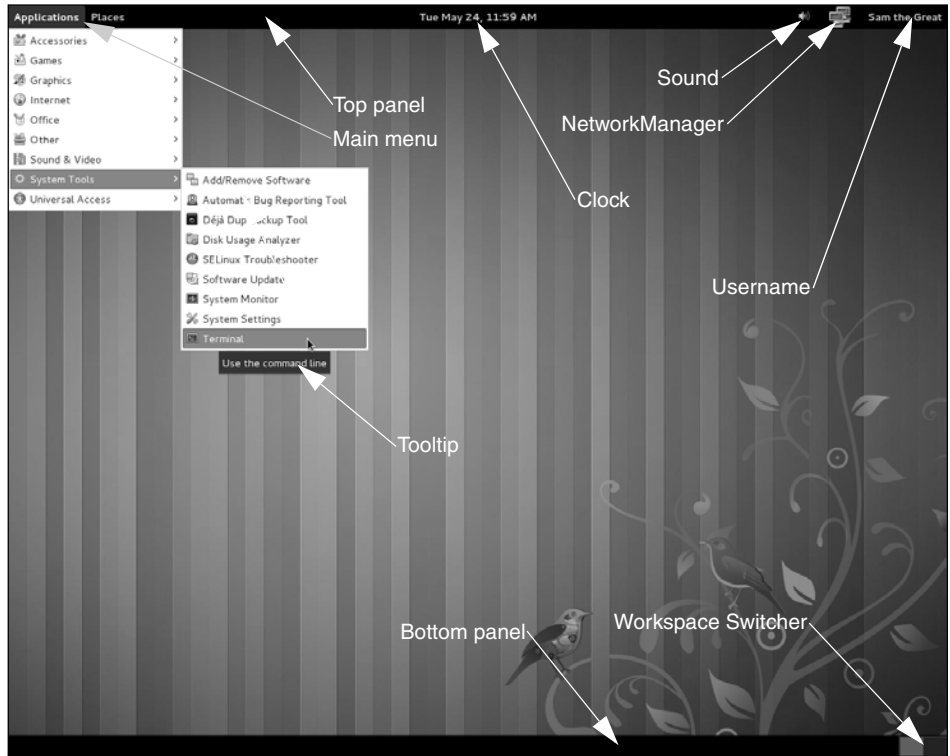 Applications Places Tue May 24, 11:59 AM Sam the Great
Accessories
Games
Graphics
Internet
Office
Other
Sound & Video
System Tools
Universal Access
Add/Remove Software
Bug Reporting Tool
Déjà Dup Tool
Disk Usage Analyzer
SELinux Troubleshooter
Software Update
System Monitor
System Settings
Terminal
Use the command line
Top panel
Main menu
Sound
NetworkManager
Clock
Username
Tooltip
Bottom panel
Workspace Switcher